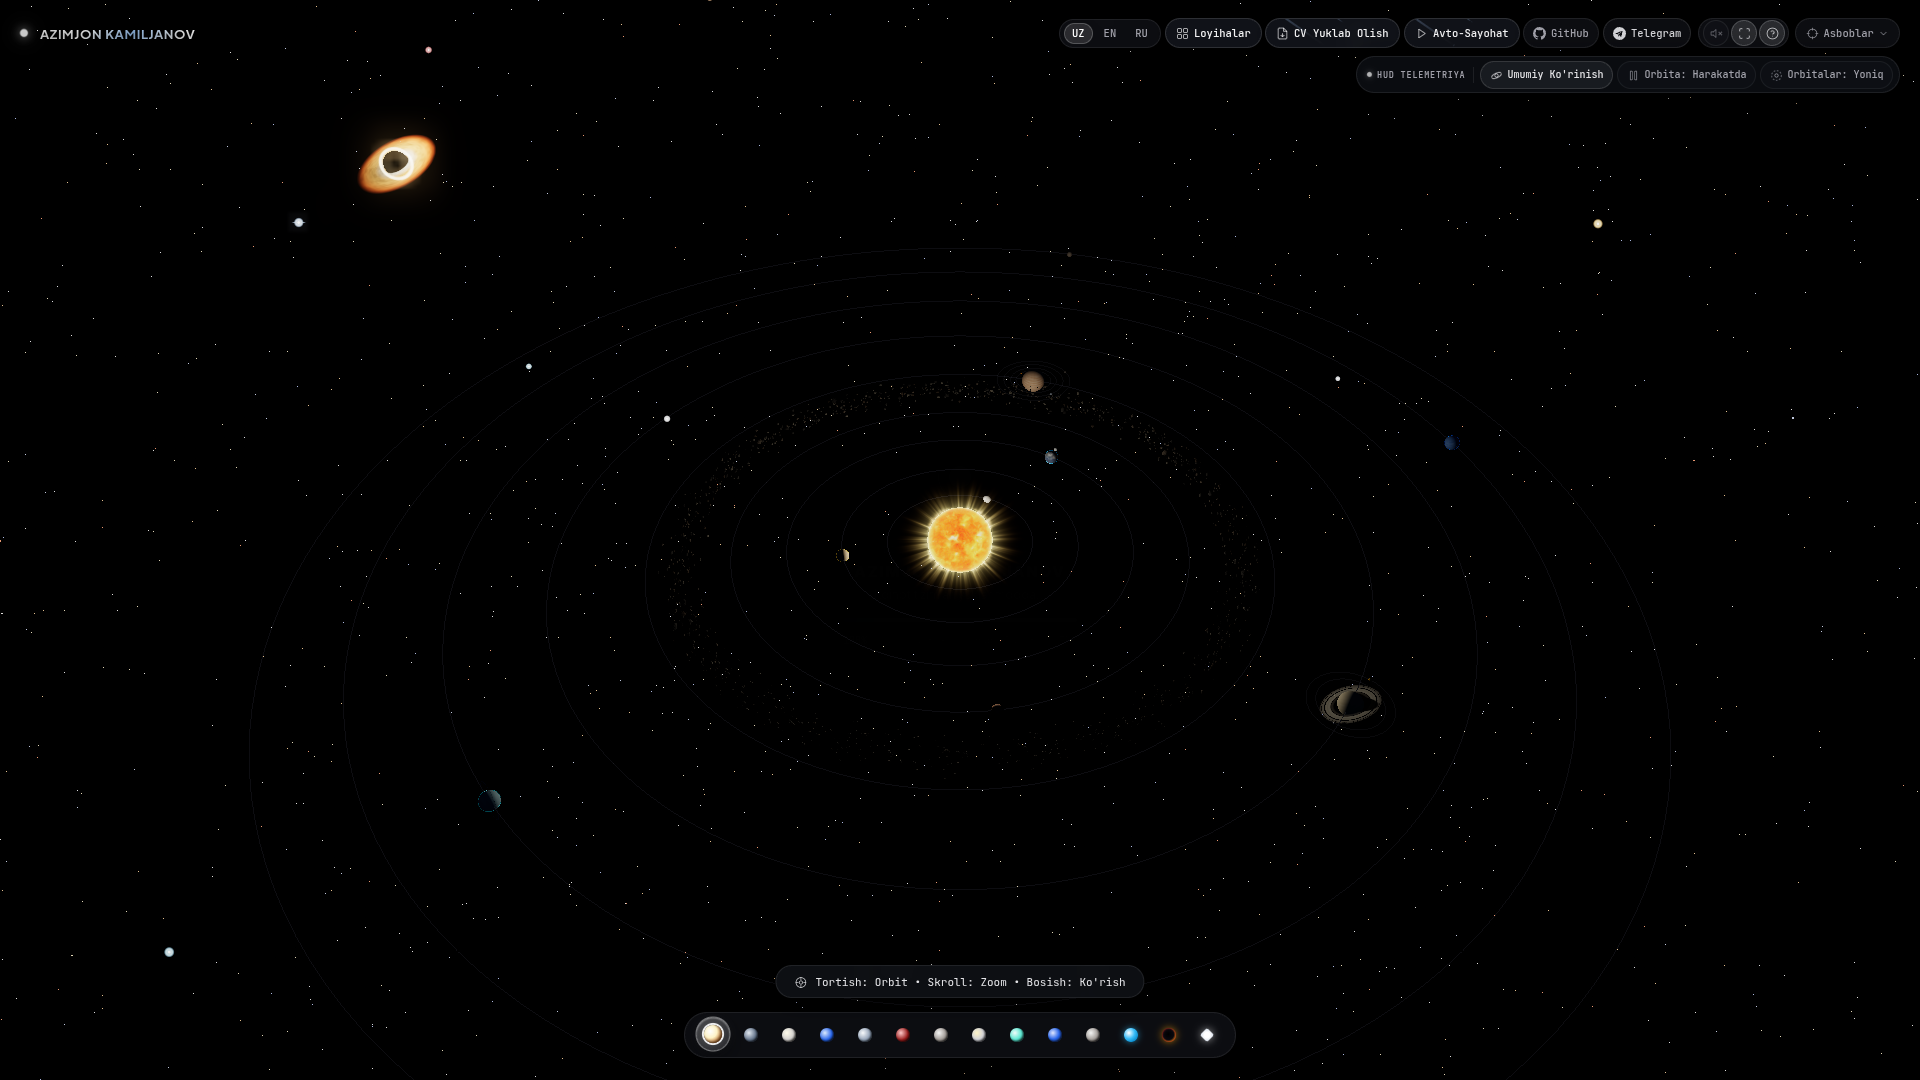 AZIMJON KAMILJANOV
UZ EN RU Loyihalar CV Yuklab Olish Avto-Sayohat GitHub Telegram Asboblar
HUD TELEMETRIYA Umumiy Ko'rinish Orbita: Harakatda Orbitalar: Yoniq
Tortish: Orbit • Skroll: Zoom • Bosish: Ko'rish